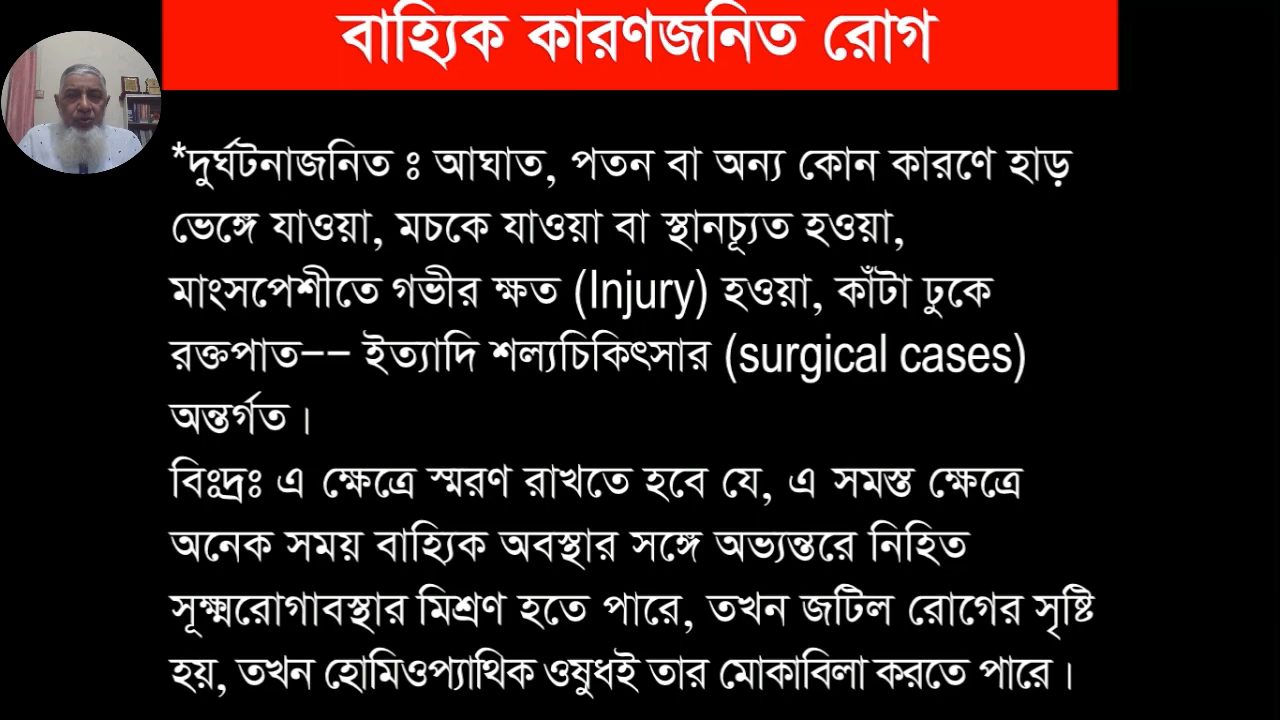 বাহ্যিক কারণজনিত রোগ
*দুর্ঘটনাজনিত ঃ আঘাত, পতন বা অন্য কোন কারণে হাড়
ভেঙ্গে যাওয়া, মচকে যাওয়া বা স্থানচ্যূত হওয়া,
মাংসপেশীতে গভীর ক্ষত (Injury) হওয়া, কাঁটা ঢুকে
রক্তপাত−− ইত্যাদি শল্যচিকিৎসার (surgical cases)
অন্তর্গত।
বিঃদ্রঃ এ ক্ষেত্রে স্মরণ রাখতে হবে যে, এ সমস্ত ক্ষেত্রে
অনেক সময় বাহ্যিক অবস্থার সঙ্গে অভ্যন্তরে নিহিত
সূক্ষ্মরোগাবস্থার মিশ্রণ হতে পারে, তখন জটিল রোগের সৃষ্টি
হয়, তখন হোমিওপ্যাথিক ওষুধই তার মোকাবিলা করতে পারে।